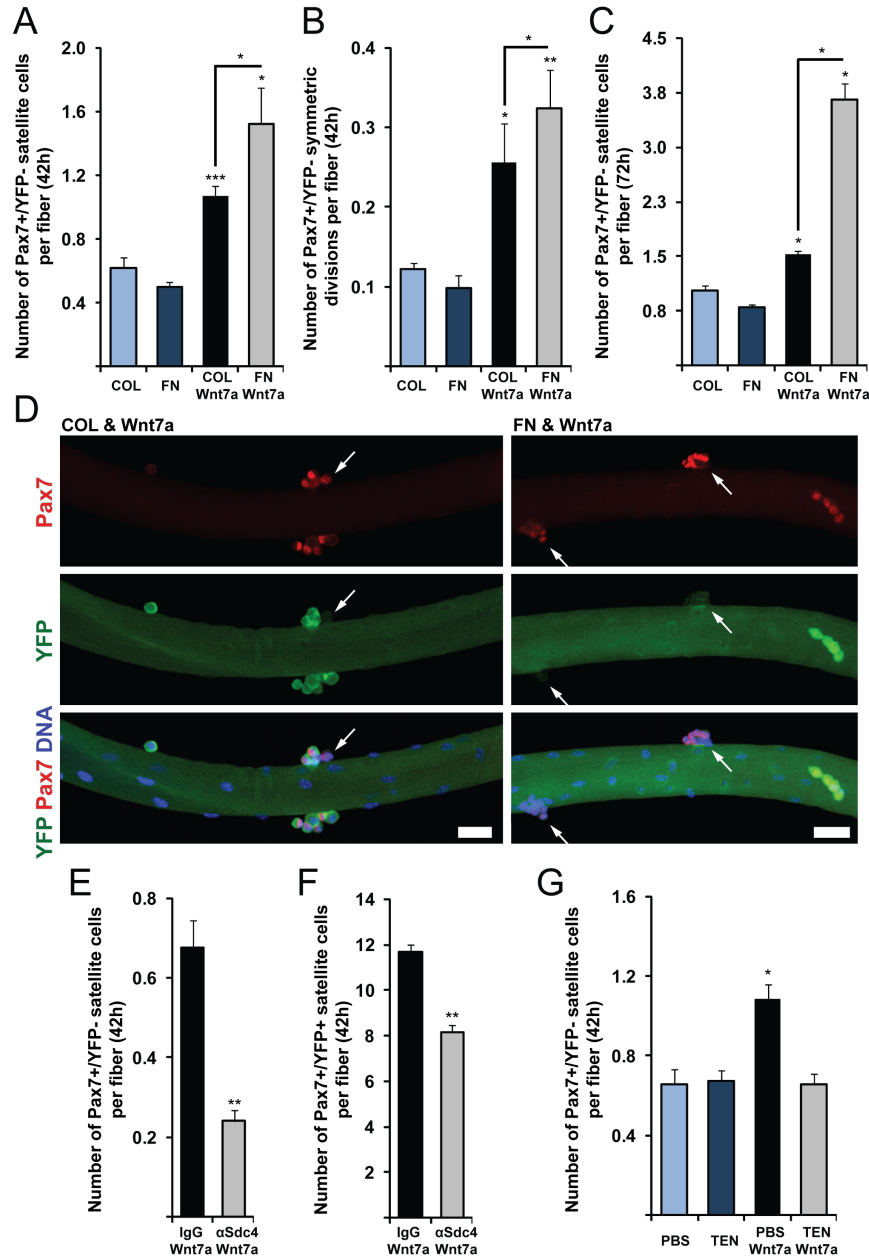 A
Number of Pax7+/YFP- satellite cells
per fiber (42h)
2.0
1.6
1.2
0.8
0.4
*
***
*
COL
FN
COL
Wnt7a
FN
Wnt7a
B
Number of Pax7+/YFP- symmetric
divisions per fiber (42h)
0.4
0.3
0.2
0.1
*
*
**
COL
FN
COL
Wnt7a
FN
Wnt7a
C
Number of Pax7+/YFP- satellite cells
per fiber (72h)
4.5
3.8
3.0
2.3
1.5
0.8
*
*
*
COL
FN
COL
Wnt7a
FN
Wnt7a
D
COL & Wnt7a
FN & Wnt7a
Pax7
YFP
YFP Pax7 DNA
E
Number of Pax7+/YFP- satellite cells
per fiber (42h)
0.8
0.6
0.4
0.2
**
IgG
Wnt7a
αSdc4
Wnt7a
F
Number of Pax7+/YFP+ satellite cells
per fiber (42h)
14
12
10
8
6
4
2
**
IgG
Wnt7a
αSdc4
Wnt7a
G
Number of Pax7+/YFP- satellite cells
per fiber (42h)
1.6
1.2
0.8
0.4
*
PBS
TEN
PBS
Wnt7a
TEN
Wnt7a